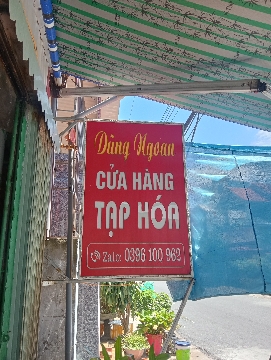 Dũng Ngoan
CỬA HÀNG
TẠP HÓA
Zalo: 0396 100 962